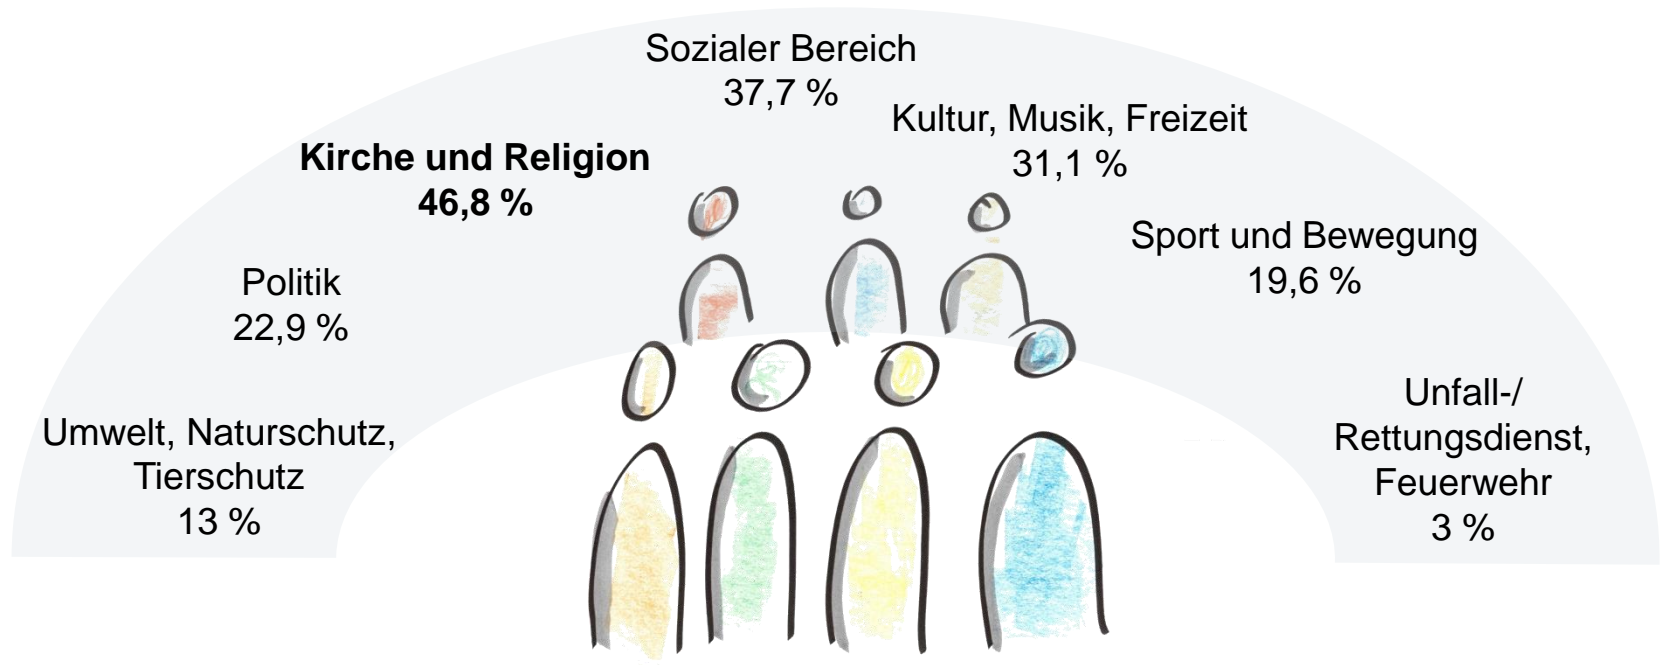 Sozialer Bereich
37,7 %
Kultur, Musik, Freizeit
31,1 %
Kirche und Religion
46,8 %
Sport und Bewegung
19,6 %
Politik
22,9 %
Unfall-/
Rettungsdienst,
Feuerwehr
3 %
Umwelt, Naturschutz,
Tierschutz
13 %